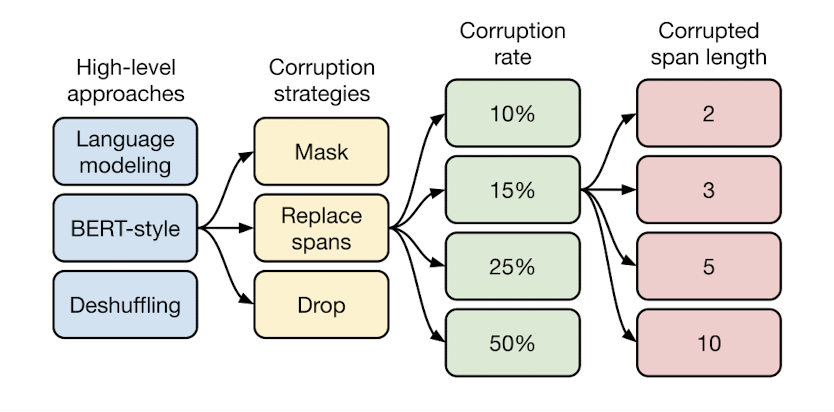 High-level
approaches
Language
modeling
BERT-style
Deshuffling
Corruption
strategies
Mask
Replace
spans
Drop
Corruption
rate
10%
15%
25%
50%
Corrupted
span length
2
3
5
10